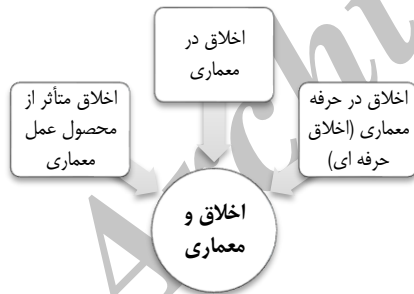 اخلاق در
معماری
اخلاق در حرفه
معماری (اخلاق
حرفه ای)
اخلاق متأثر از
محصول عمل
معماری
اخلاق و
معماری